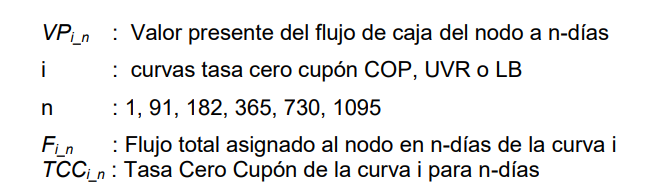 VPi_n : Valor presente del flujo de caja del nodo a n-días
i : curvas tasa cero cupón COP, UVR o LB
n : 1, 91, 182, 365, 730, 1095
Fi_n : Flujo total asignado al nodo en n-días de la curva i
TCCi_n : Tasa Cero Cupón de la curva i para n-días